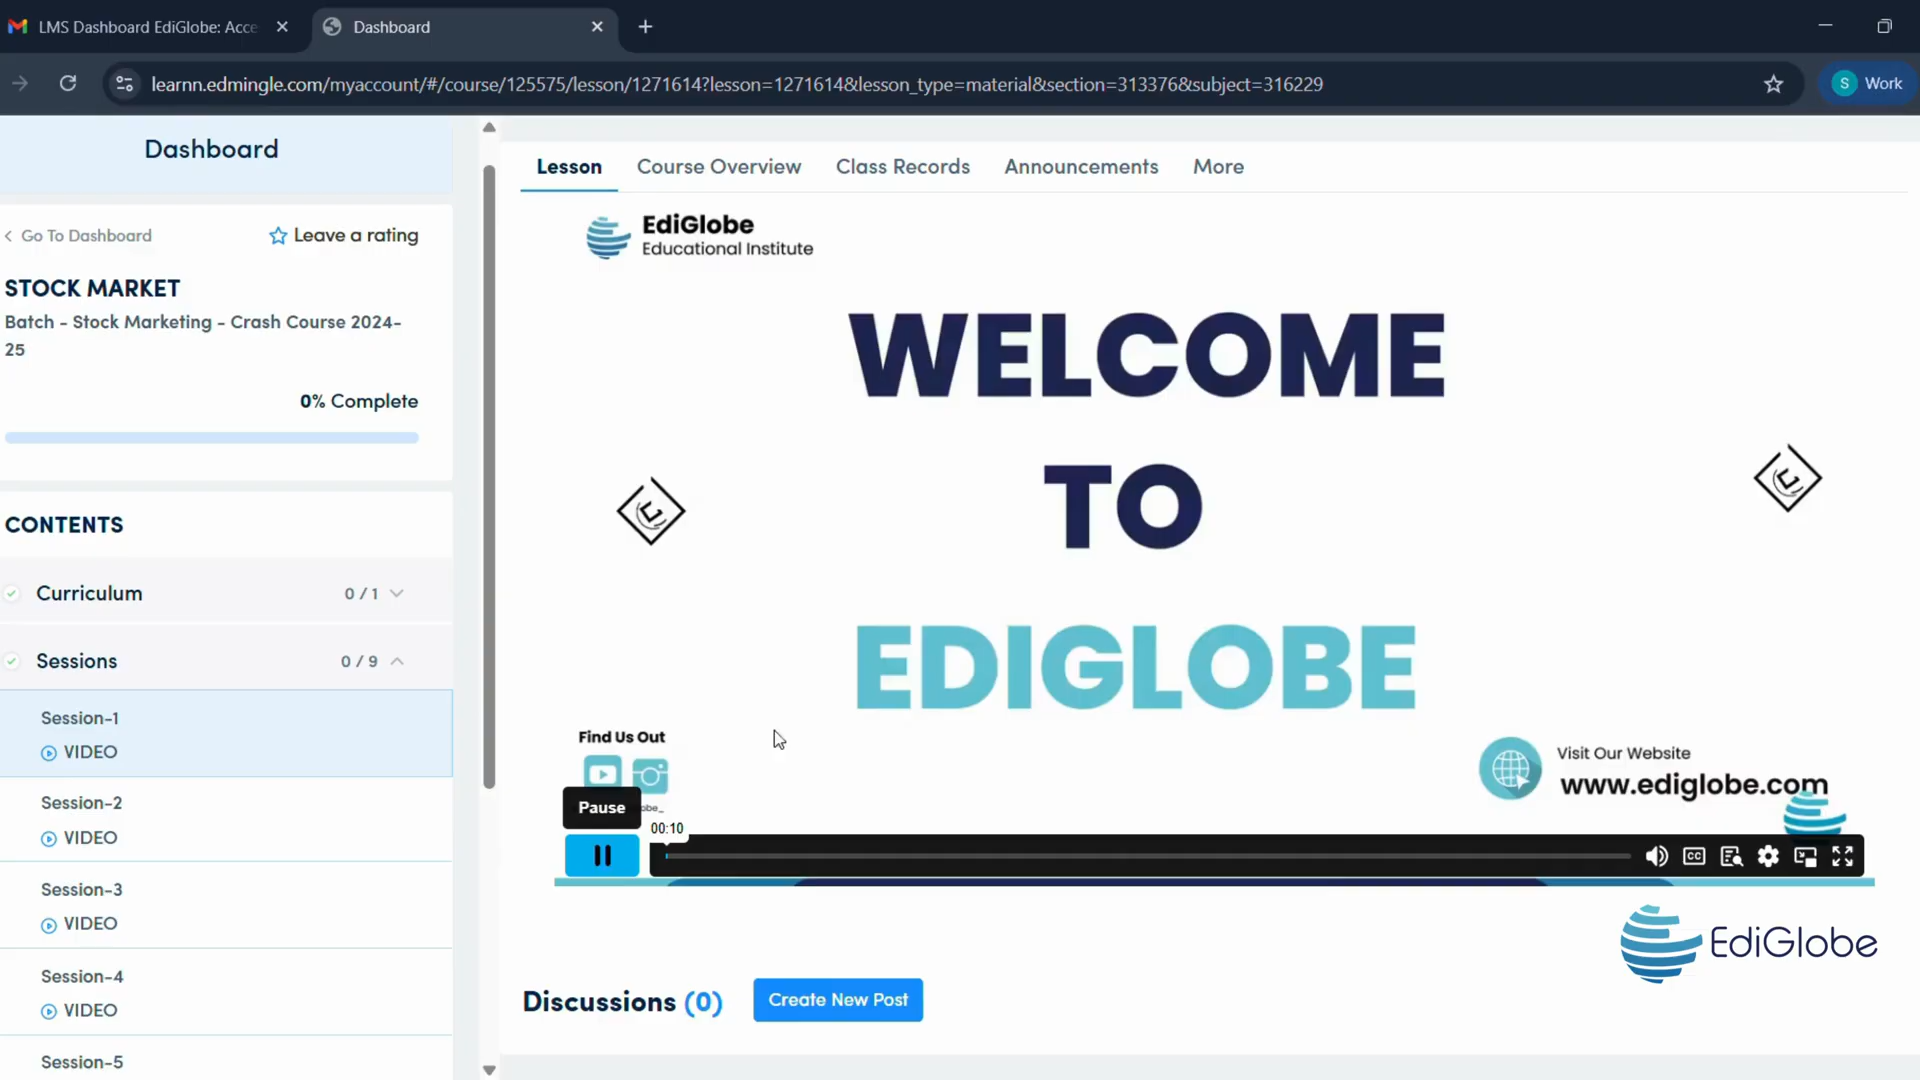 LMS Dashboard EdiGlobe: Acce
Dashboard
learnn.edmingle.com/myaccount/#/course/125575/lesson/1271614?lesson=1271614&lesson_type=material&section=313376&subject=316229
S
Work
Dashboard
Go To Dashboard
Leave a rating
STOCK MARKET
Batch - Stock Marketing - Crash Course 2024-
25
0% Complete
CONTENTS
Curriculum
0 / 1
Sessions
0 / 9
Session-1
VIDEO
Session-2
VIDEO
Session-3
VIDEO
Session-4
VIDEO
Session-5
Lesson
Course Overview
Class Records
Announcements
More
EdiGlobe
Educational Institute
WELCOME
TO
EDIGLOBE
Find Us Out
Visit Our Website
www.ediglobe.com
obe_
Pause
00:10
CC
EdiGlobe
Discussions (0)
Create New Post